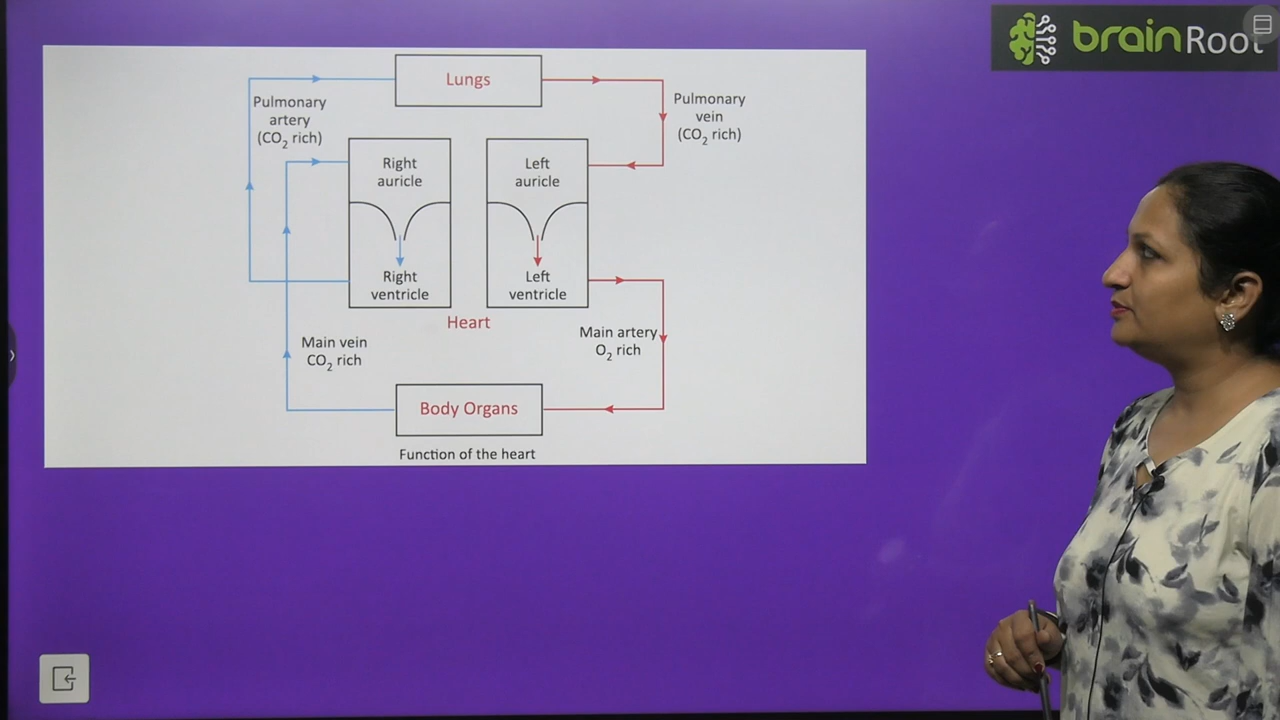 brainRoot
Lungs
Pulmonary
artery
(CO2 rich)
Pulmonary
vein
(CO2 rich)
Right
auricle
Left
auricle
Right
ventricle
Left
ventricle
Heart
Main vein
CO2 rich
Main artery
O2 rich
Body Organs
Function of the heart